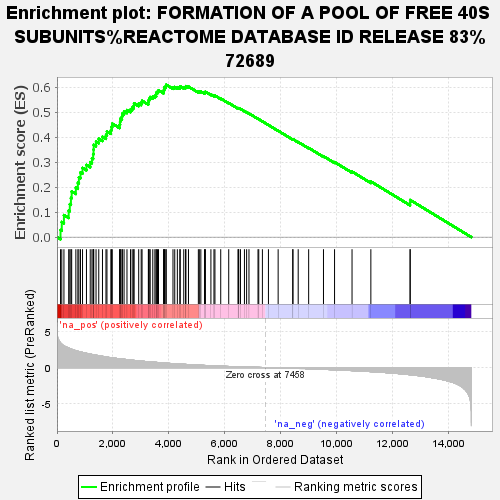 Enrichment plot: FORMATION OF A POOL OF FREE 40S
SUBUNITS%REACTOME DATABASE ID RELEASE 83%
72689
Enrichment score (ES)
0.6
0.5
0.4
0.3
0.2
0.1
0.0
Ranked list metric (PreRanked)
5
0
-5
'na_pos' (positively correlated)
Zero cross at 7458
'na_neg' (negatively correlated)
0
2,000
4,000
6,000
8,000
10,000
12,000
14,000
Rank in Ordered Dataset
Enrichment profile
Hits
Ranking metric scores